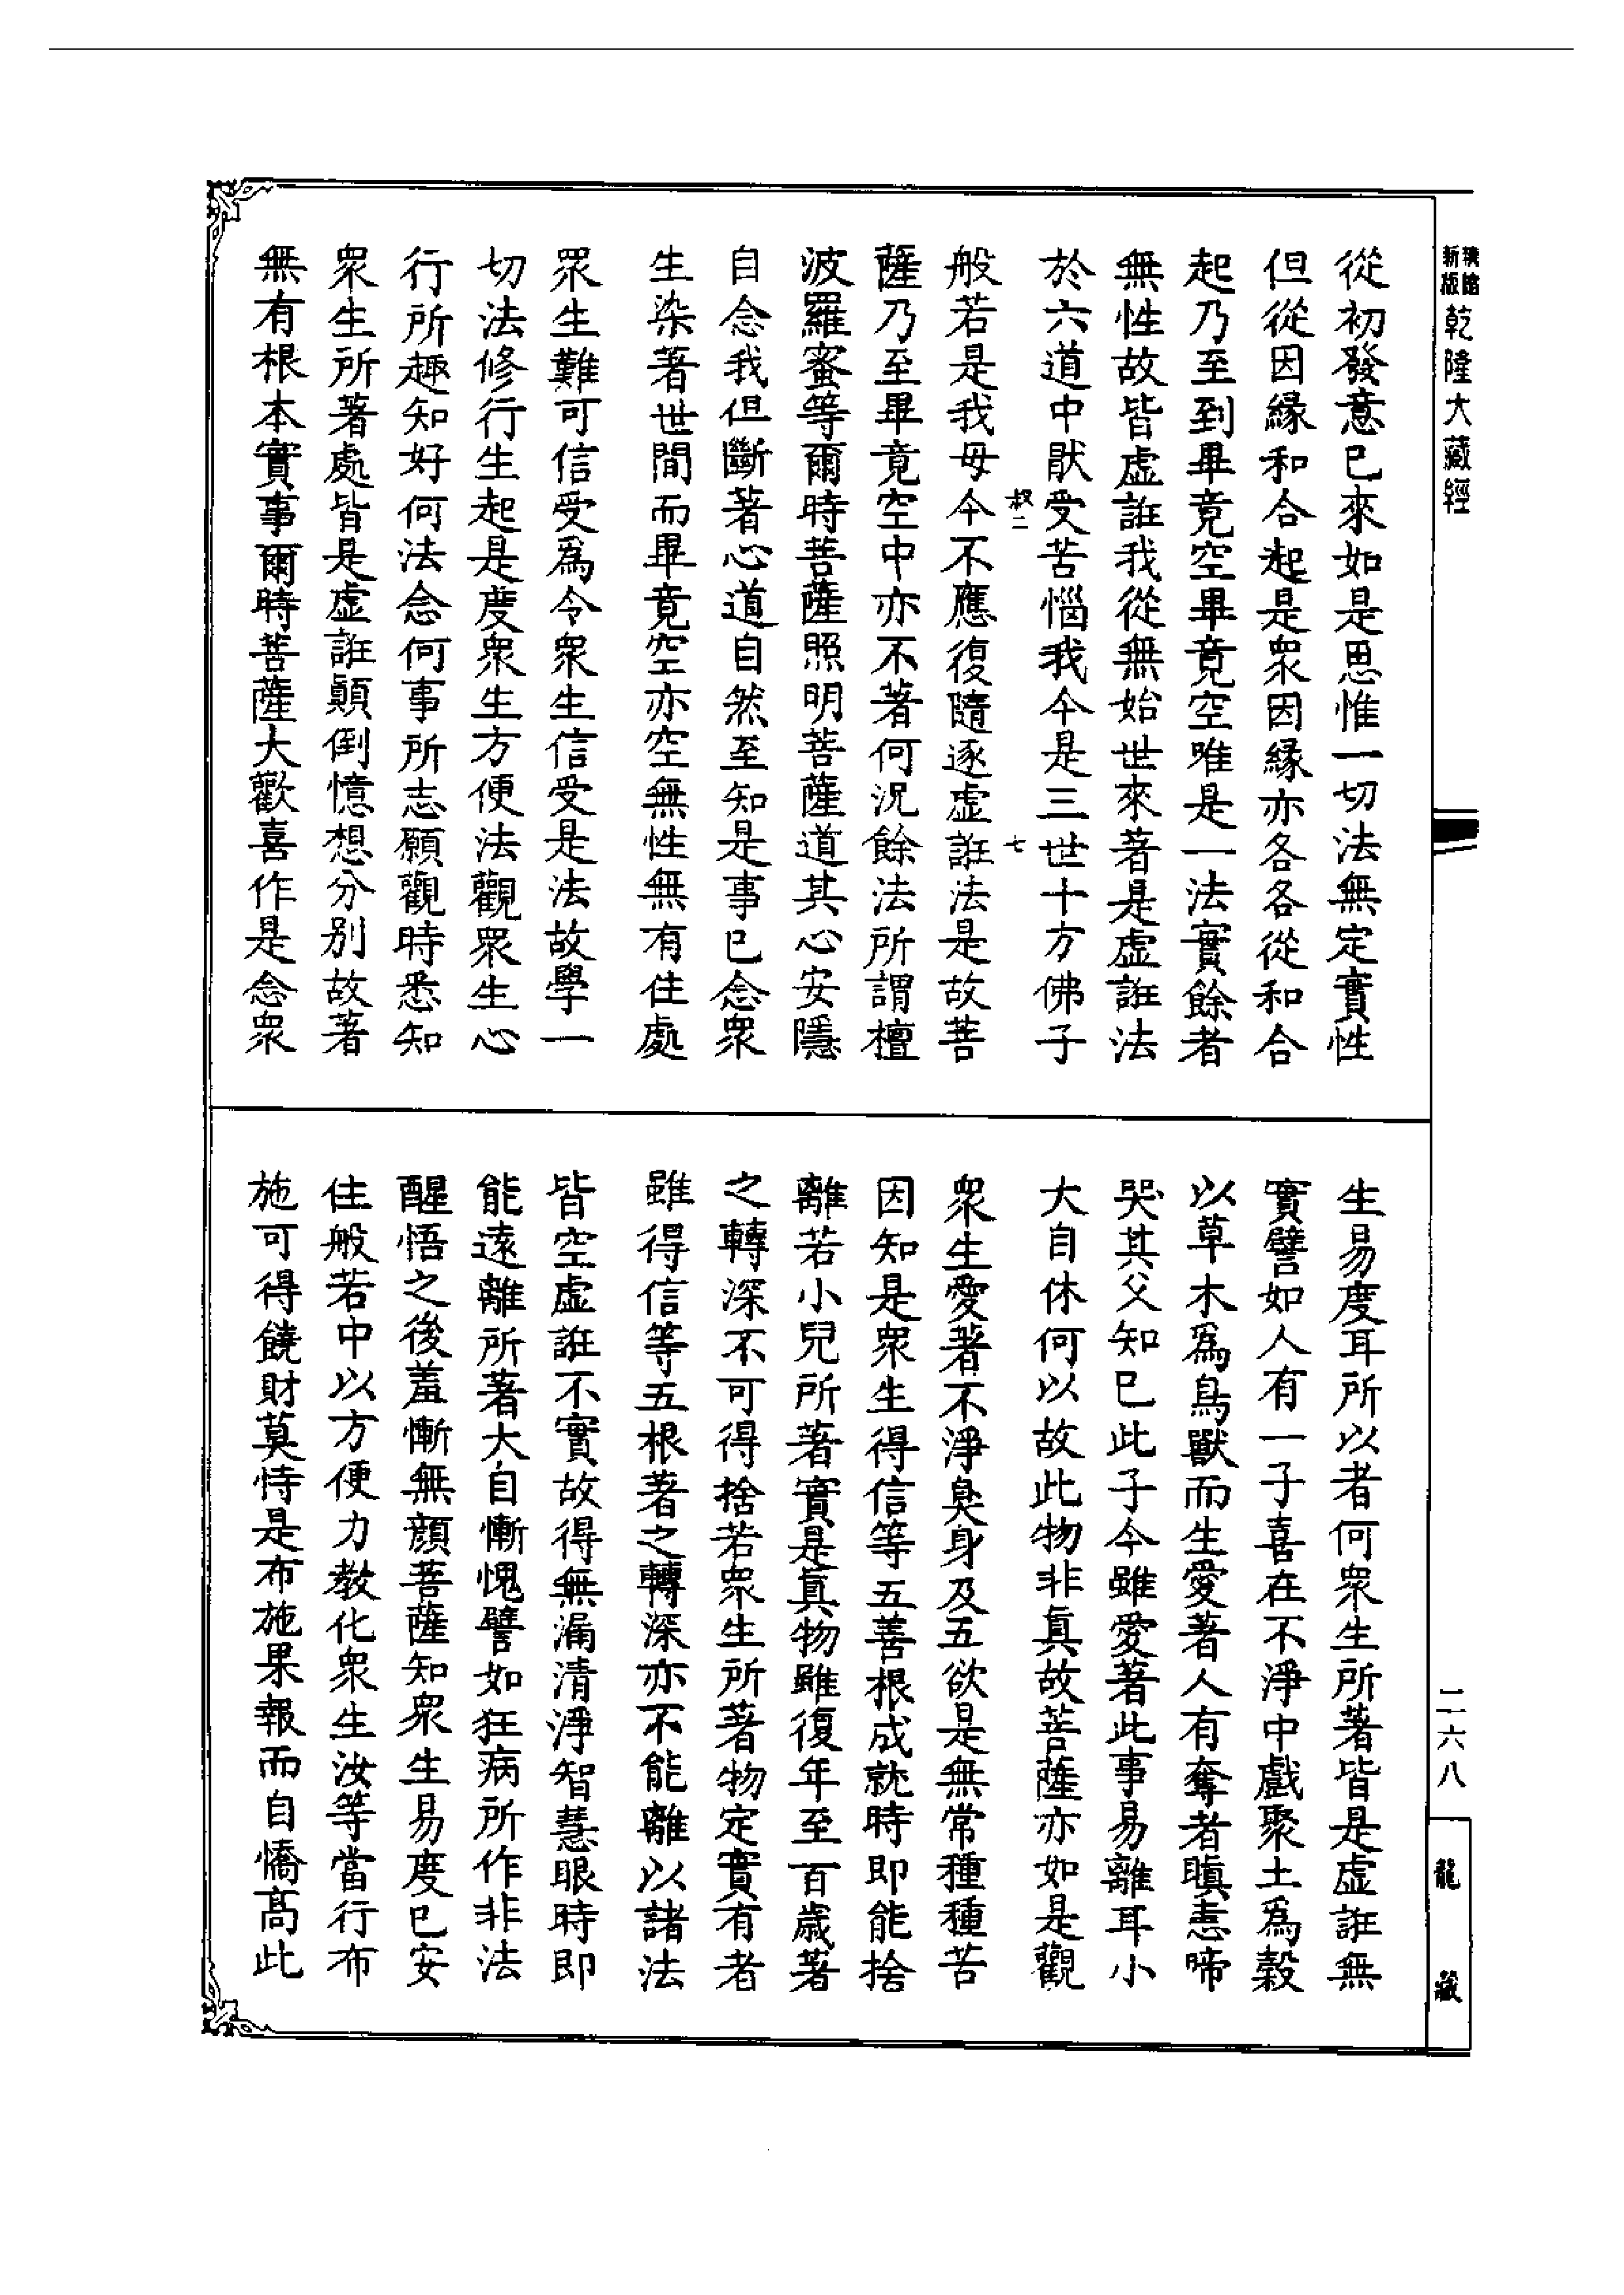 新版
乾隆大藏經
從初發意已來如是思惟一切法無定實性
但從因緣和合起是衆因緣亦各各從和合
起乃至到畢竟空畢竟空唯是一法實餘者
無性故皆虛誑我從無始世來著是虛誑法
於六道中猒受苦惱我今是三世十方佛子
叔二
七
般若是我母今不應復隨逐虛誑法是故菩
薩乃至畢竟空中亦不著何況餘法所謂檀
波羅蜜等爾時菩薩照明菩薩道其心安隱
自念我但斷著心道自然至知是事已念衆
生染著世間而畢竟空亦空無性無有住處
眾生難可信受爲令衆生信受是法故學一
切法修行生起是度衆生方便法觀眾生心
行所趣知好何法念何事所志願觀時悉知
眾生所著處皆是虛誑顛倒憶想分別故著
無有根本實事爾時菩薩大歡喜作是念衆
生易度耳所以者何眾生所著皆是虛誑無
實譬如人有一子喜在不淨中戲聚土爲穀
以草木爲鳥獸而生愛著人有奪者瞋恚啼
哭其父知已此子今雖愛著此事易離耳小
大自休何以故此物非眞故菩薩亦如是觀
眾生愛著不淨臭身及五欲是無常種種苦
因知是眾生得信等五善根成就時即能捨
離若小兒所著實是眞物雖復年至百歲著
之轉深不可得捨若眾生所著物定實有者
雖得信等五根著之轉深亦不能離以諸法
皆空虛誑不實故得無漏清淨智慧眼時即
能遠離所著大自慚愧譬如狂病所作非法
醒悟之後羞慚無顏菩薩知眾生易度已安
住般若中以方便力教化眾生汝等當行布
施可得饒財莫恃是布施果報而自憍高此
二六八
龍藏